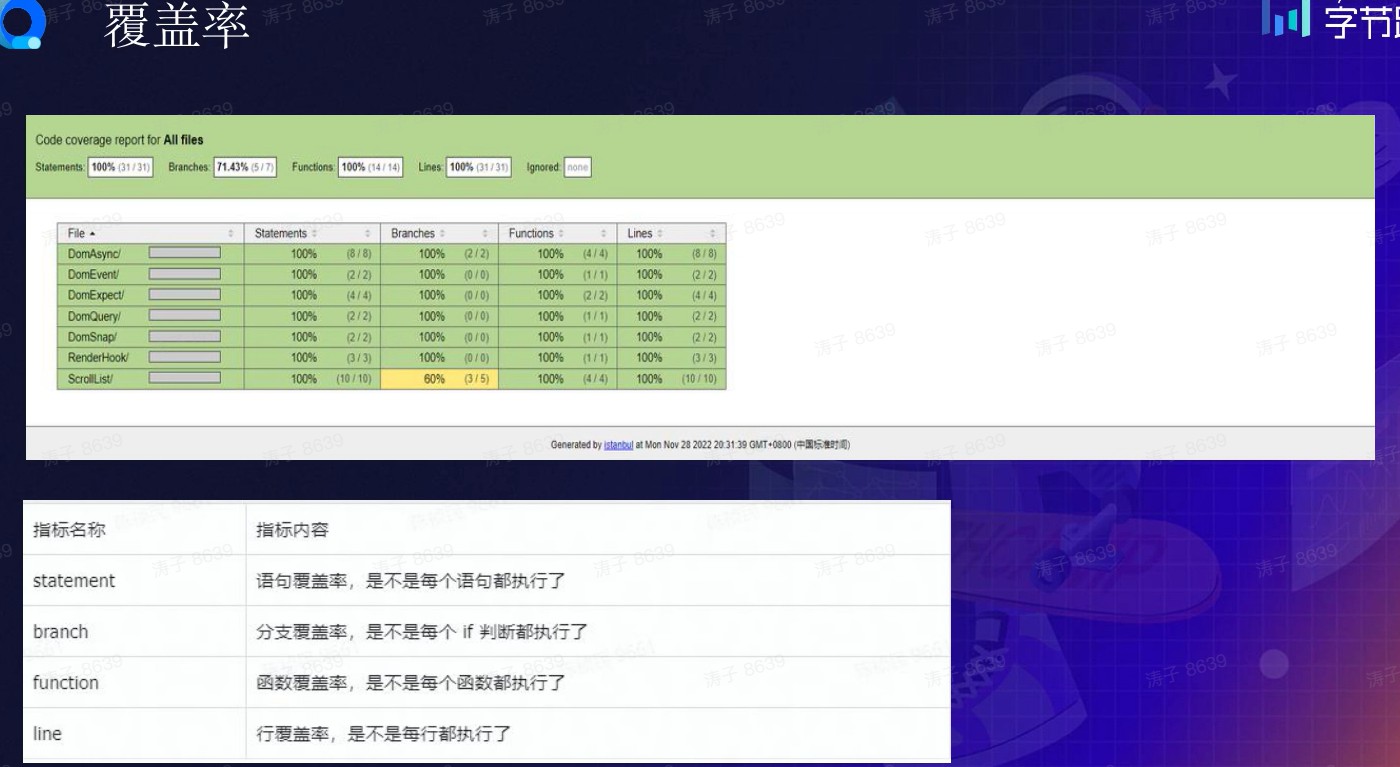 覆盖率
字节
Code coverage report for All files
Statements: 100% (31 / 31) Branches: 71.43% (5 / 7) Functions: 100% (14 / 14) Lines: 100% (31 / 31) Ignored: none
File Statements Branches Functions Lines
DomAsync/ 100% (8 / 8) 100% (2 / 2) 100% (4 / 4) 100% (8 / 8)
DomEvent/ 100% (2 / 2) 100% (0 / 0) 100% (1 / 1) 100% (2 / 2)
DomExpect/ 100% (4 / 4) 100% (0 / 0) 100% (2 / 2) 100% (4 / 4)
DomQuery/ 100% (2 / 2) 100% (0 / 0) 100% (1 / 1) 100% (2 / 2)
DomSnap/ 100% (2 / 2) 100% (0 / 0) 100% (1 / 1) 100% (2 / 2)
RenderHook/ 100% (3 / 3) 100% (0 / 0) 100% (1 / 1) 100% (3 / 3)
ScrollList/ 100% (10 / 10) 60% (3 / 5) 100% (4 / 4) 100% (10 / 10)
Generated by istanbul at Mon Nov 28 2022 20:31:39 GMT+0800 (中国标准时间)
指标名称 指标内容
statement 语句覆盖率，是不是每个语句都执行了
branch 分支覆盖率，是不是每个 if 判断都执行了
function 函数覆盖率，是不是每个函数都执行了
line 行覆盖率，是不是每行都执行了
涛子 8639